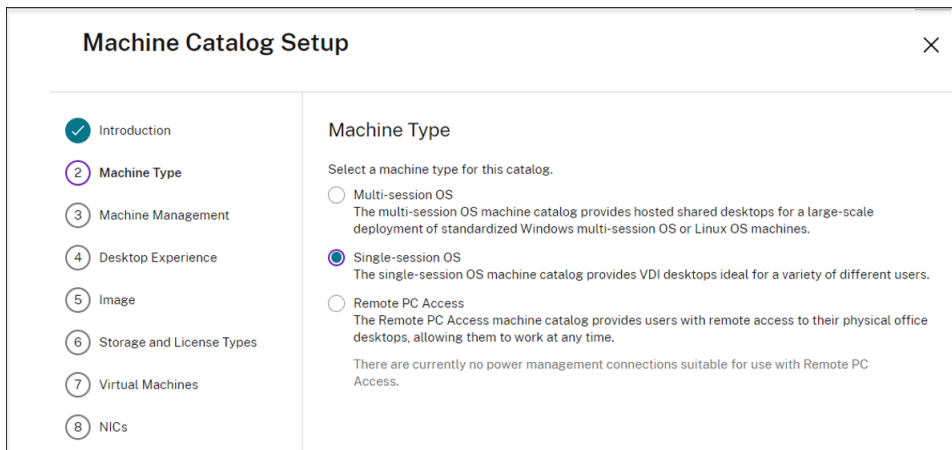 Machine Catalog Setup
Introduction
2 Machine Type
3 Machine Management
4 Desktop Experience
5 Image
6 Storage and License Types
7 Virtual Machines
8 NICs
Machine Type
Select a machine type for this catalog.
Multi-session OS
The multi-session OS machine catalog provides hosted shared desktops for a large-scale
deployment of standardized Windows multi-session OS or Linux OS machines.
Single-session OS
The single-session OS machine catalog provides VDI desktops ideal for a variety of different users.
Remote PC Access
The Remote PC Access machine catalog provides users with remote access to their physical office
desktops, allowing them to work at any time.
There are currently no power management connections suitable for use with Remote PC
Access.